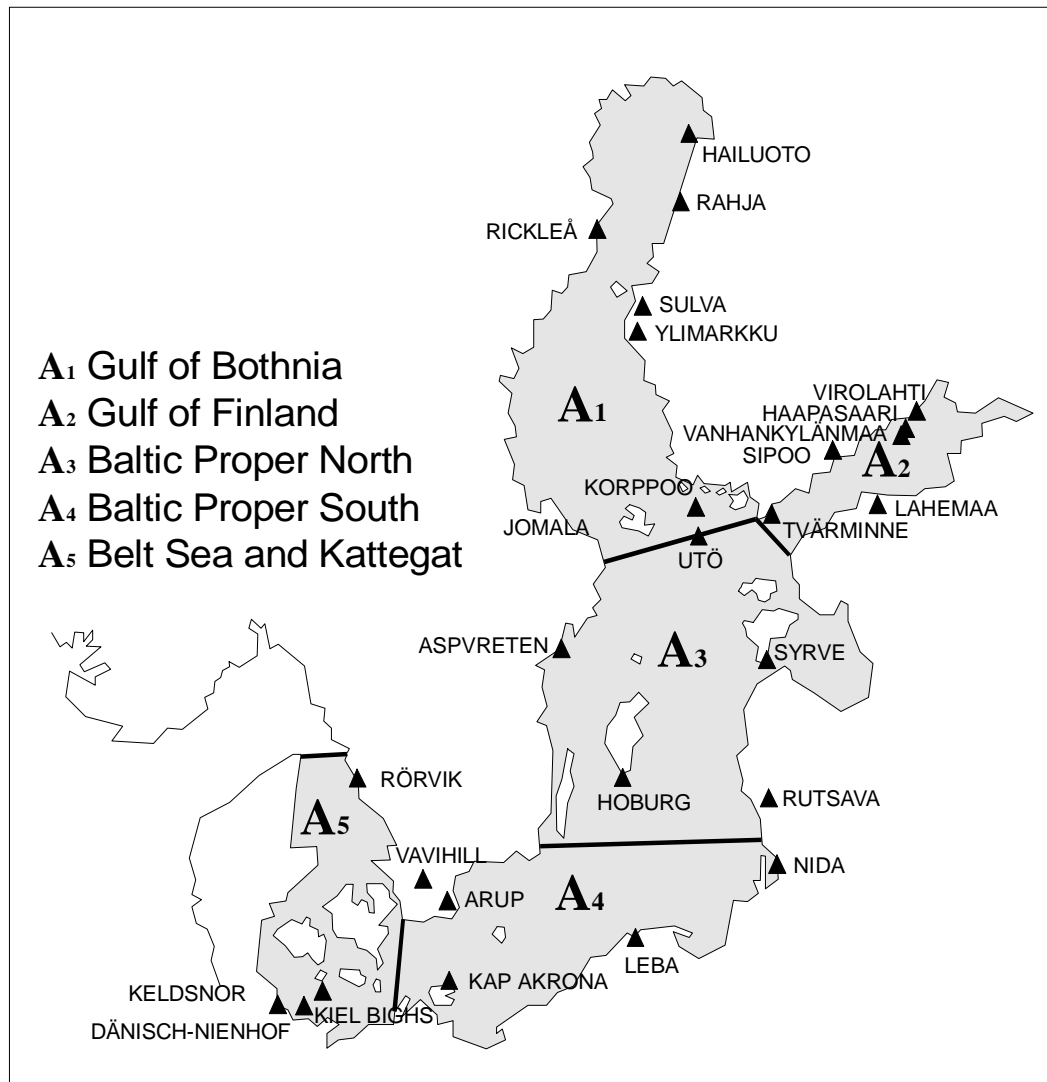 HAILUOTO
RAHJA
RICKLEÅ
SULVA
YLIMARKKU
A1 Gulf of Bothnia
A2 Gulf of Finland
A3 Baltic Proper North
A4 Baltic Proper South
A5 Belt Sea and Kattegat
VIROLAHTI
A1
HAAPASAARI
VANHANKYLÄNMAA
SIPOO
A2
KORPPOO
LAHEMAA
JOMALA
TVÄRMINNE
UTÖ
ASPVRETEN
A3
SYRVE
RÖRVIK
HOBURG
RUTSAVA
A5
VAVIHILL
NIDA
ARUP
A4
LEBA
KAP AKRONA
KELDSNOR
KIEL BIGHS
DÄNISCH-NIENHOF